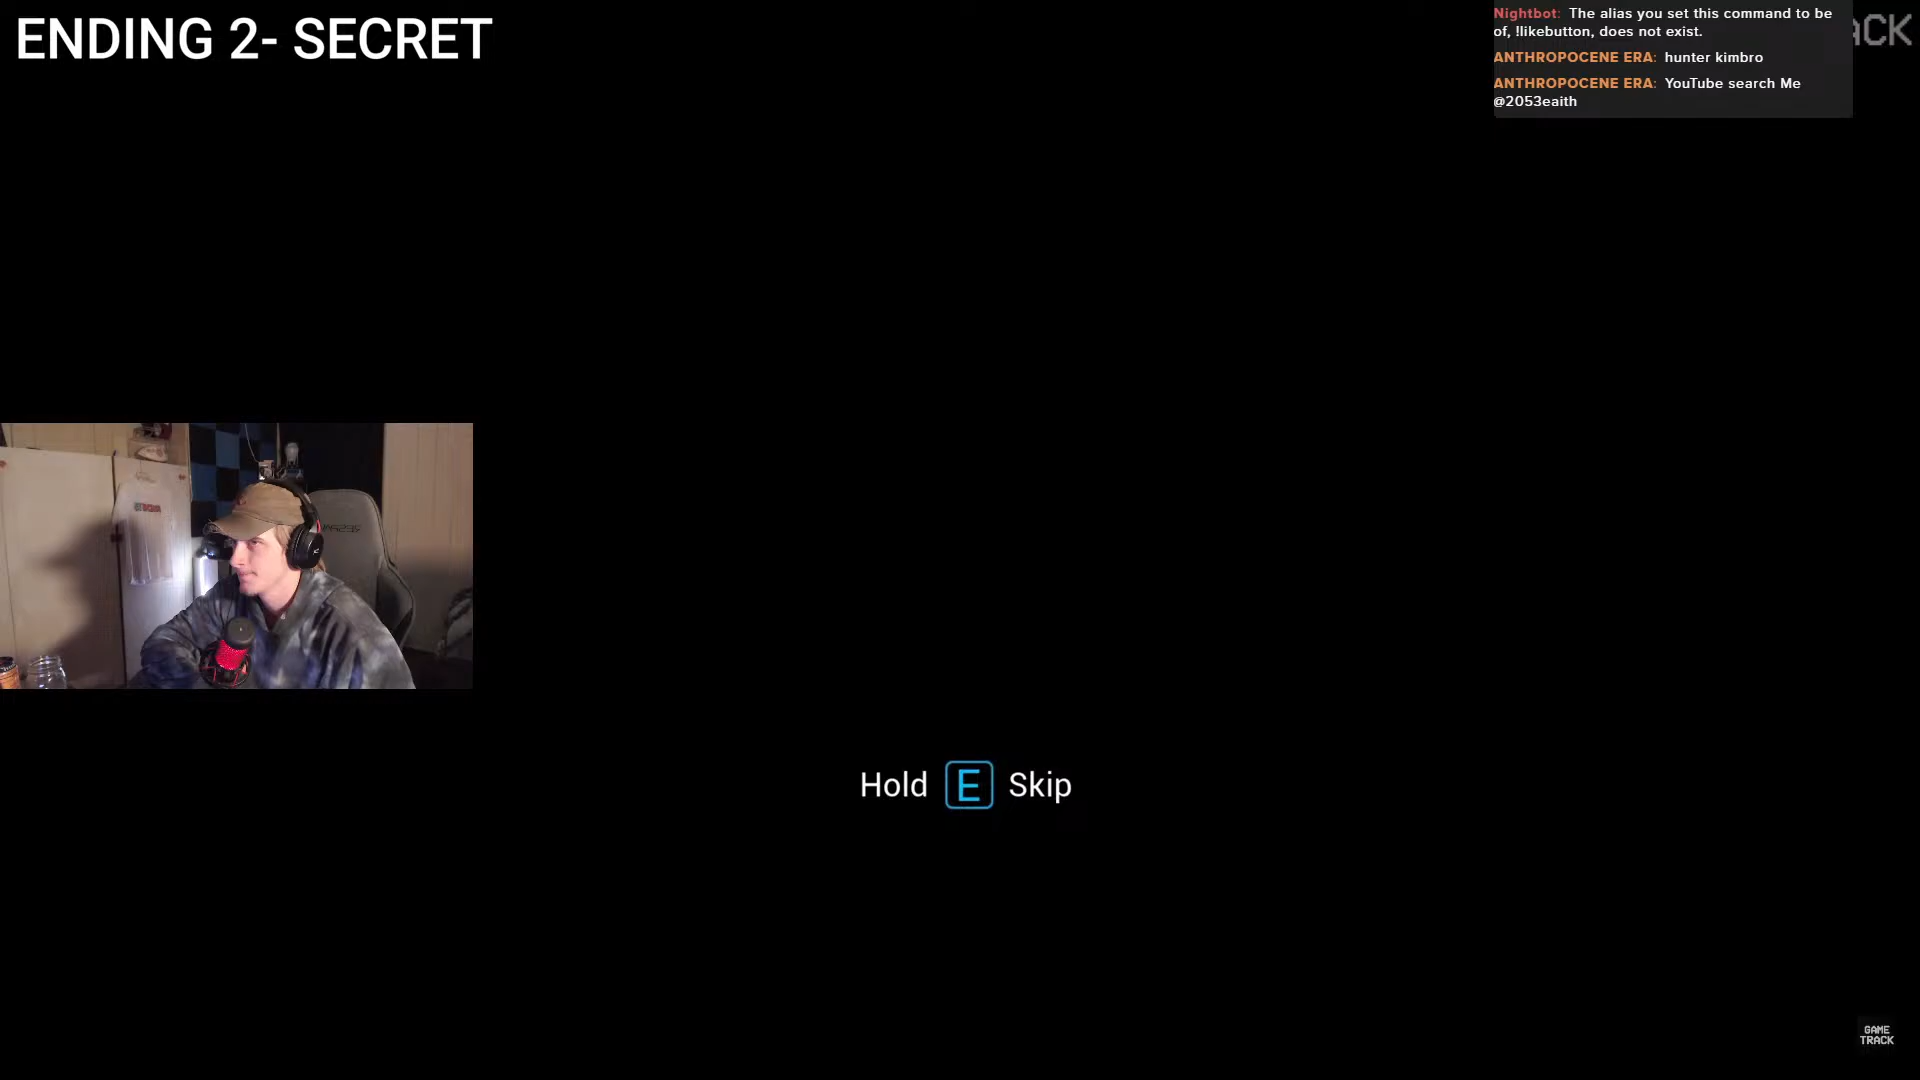 ENDING 2- SECRET
Nightbot: The alias you set this command to be
of, !likebutton, does not exist.
ANTHROPOCENE ERA: hunter kimbro
ANTHROPOCENE ERA: YouTube search Me
@2053eaith
ACK
Hold E Skip
GAME
TRACK